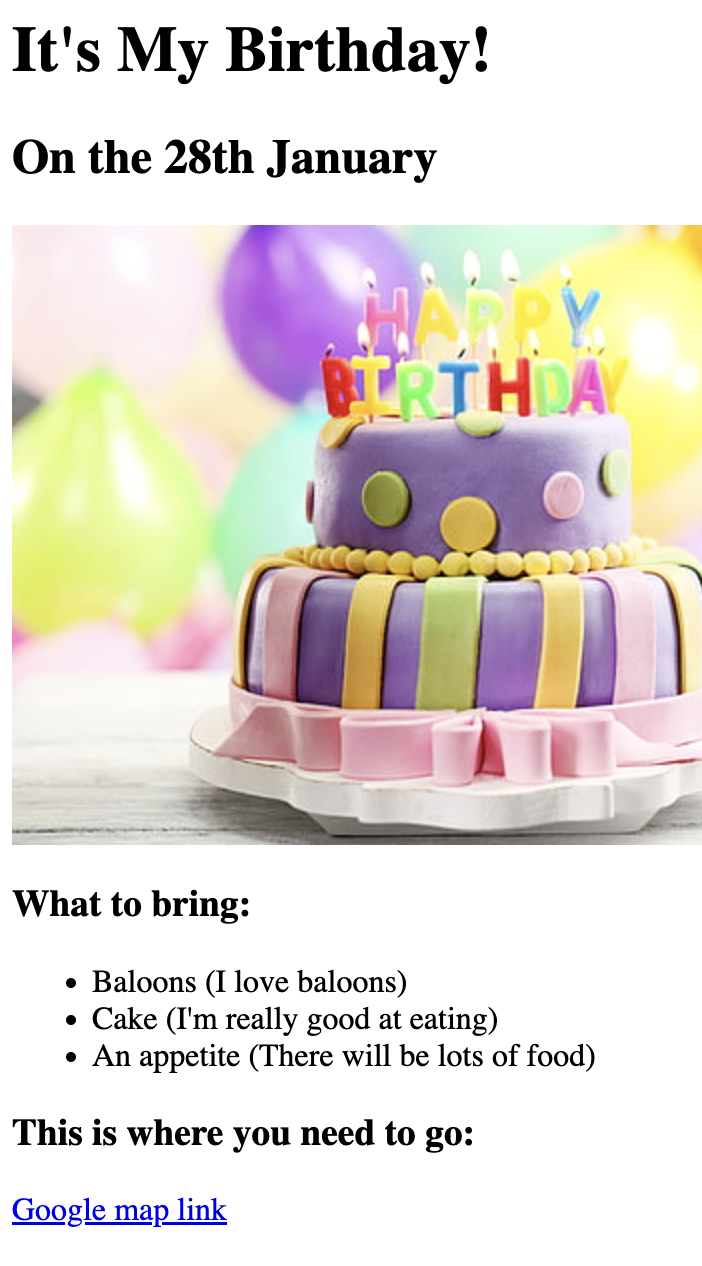 It's My Birthday!
On the 28th January
HAPPY
BIRTHDAY
What to bring:
Baloons (I love baloons)
Cake (I'm really good at eating)
An appetite (There will be lots of food)
This is where you need to go:
Google map link